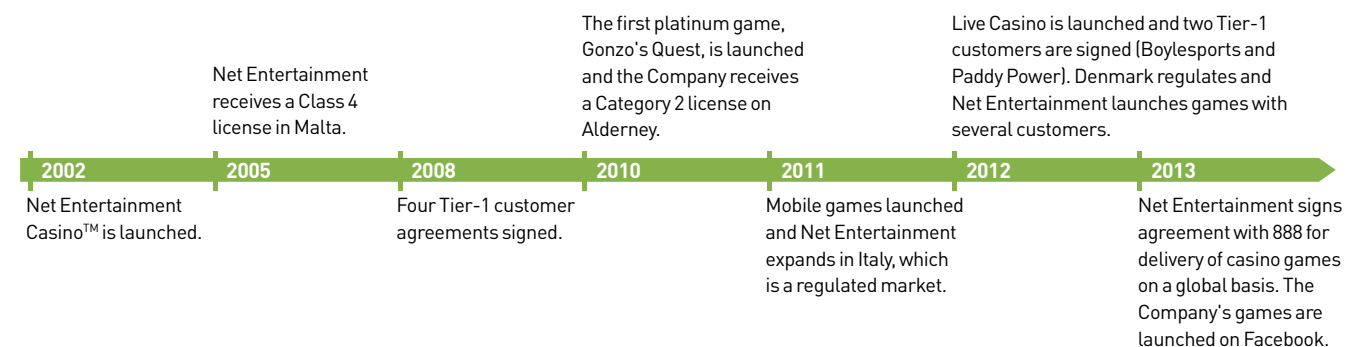 The first platinum game,
Gonzo's Quest, is launched
and the Company receives
a Category 2 license on
Alderney.
Live Casino is launched and two Tier-1
customers are signed (Boylesports and
Paddy Power). Denmark regulates and
Net Entertainment launches games with
several customers.
Net Entertainment
receives a Class 4
license in Malta.
2002 2005 2008 2010 2011 2012 2013
Net Entertainment
Casino™ is launched.
Four Tier-1 customer
agreements signed.
Mobile games launched
and Net Entertainment
expands in Italy, which
is a regulated market.
Net Entertainment signs
agreement with 888 for
delivery of casino games
on a global basis. The
Company's games are
launched on Facebook.